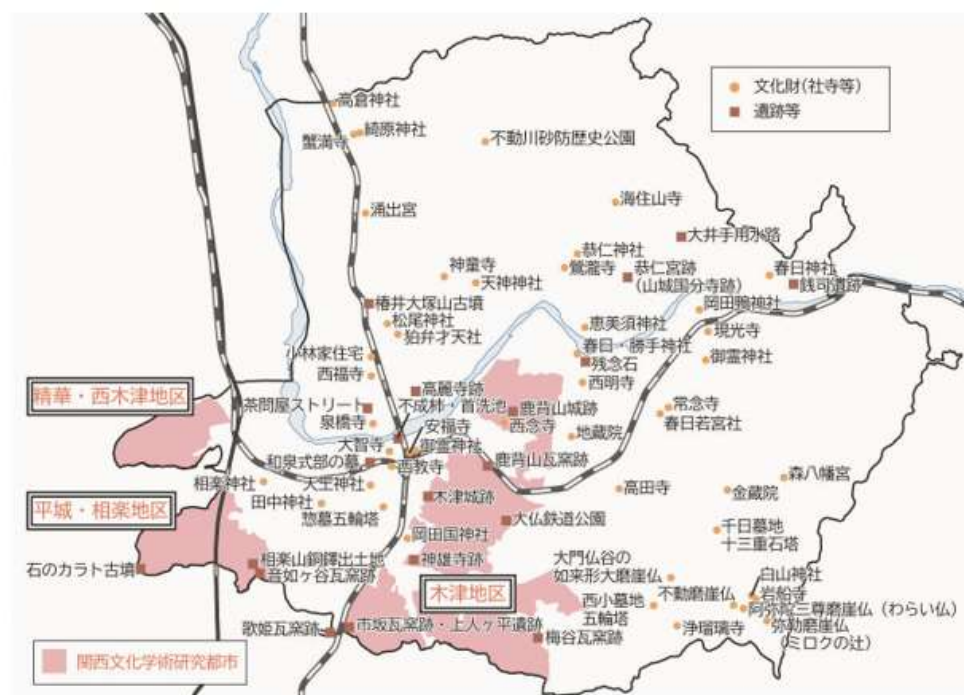 文化財(社寺等)
遺跡等
高倉神社
綺原神社
蟹満寺
不動川砂防歴史公園
涌出宮
海住山寺
大井手用水路
恭仁神社
鶯瀧寺
恭仁宮跡
(山城国分寺跡)
春日神社
銭司遺跡
神童寺
天神神社
岡田鴨神社
椿井大塚山古墳
松尾神社
狛弁才天社
恵美須神社
現光寺
小林家住宅
春日・勝手神社
残念石
御霊神社
西福寺
西明寺
精華・西木津地区
高麗寺跡
茶問屋ストリート
不成柿・首洗池
鹿背山城跡
常念寺
泉橋寺
安福寺
西念寺
春日若宮社
大智寺
御霊神社
地蔵院
和泉式部の墓
西教寺
鹿背山瓦窯跡
相楽神社
大王神社
高田寺
森八幡宮
金蔵院
平城・相楽地区
田中神社
木津城跡
惣墓五輪塔
大仏鉄道公園
千日墓地
十三重石塔
岡田国神社
石のカラト古墳
相楽山銅鐸出土地
音如ヶ谷瓦窯跡
神雄寺跡
大門仏谷の
如来形大磨崖仏
白山神社
岩船寺
木津地区
西小墓地
五輪塔
不動磨崖仏
阿弥陀三尊磨崖仏(わらい仏)
歌姫瓦窯跡
市坂瓦窯跡・上人ヶ平遺跡
浄瑠璃寺
弥勒磨崖仏
(ミロクの辻)
梅谷瓦窯跡
関西文化学術研究都市